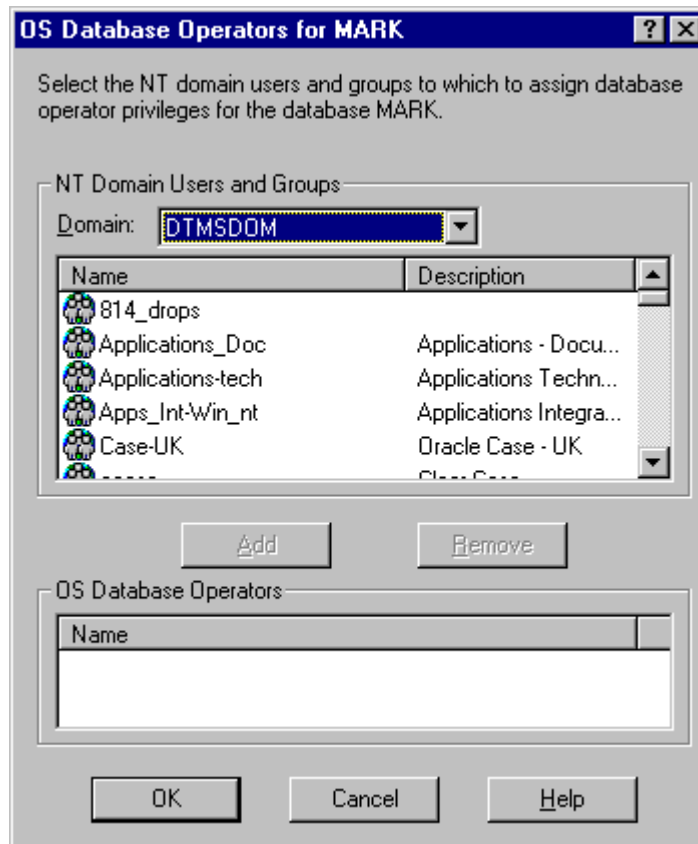 OS Database Operators for MARK
Select the NT domain users and groups to which to assign database
operator privileges for the database MARK.
NT Domain Users and Groups
Domain: DTMSDOM
Name Description
814_drops
Applications_Doc Applications - Docu...
Applications-tech Applications Techn...
Apps_Int-Win_nt Applications Integra...
Case-UK Oracle Case - UK
Add Remove
OS Database Operators
Name
OK Cancel Help